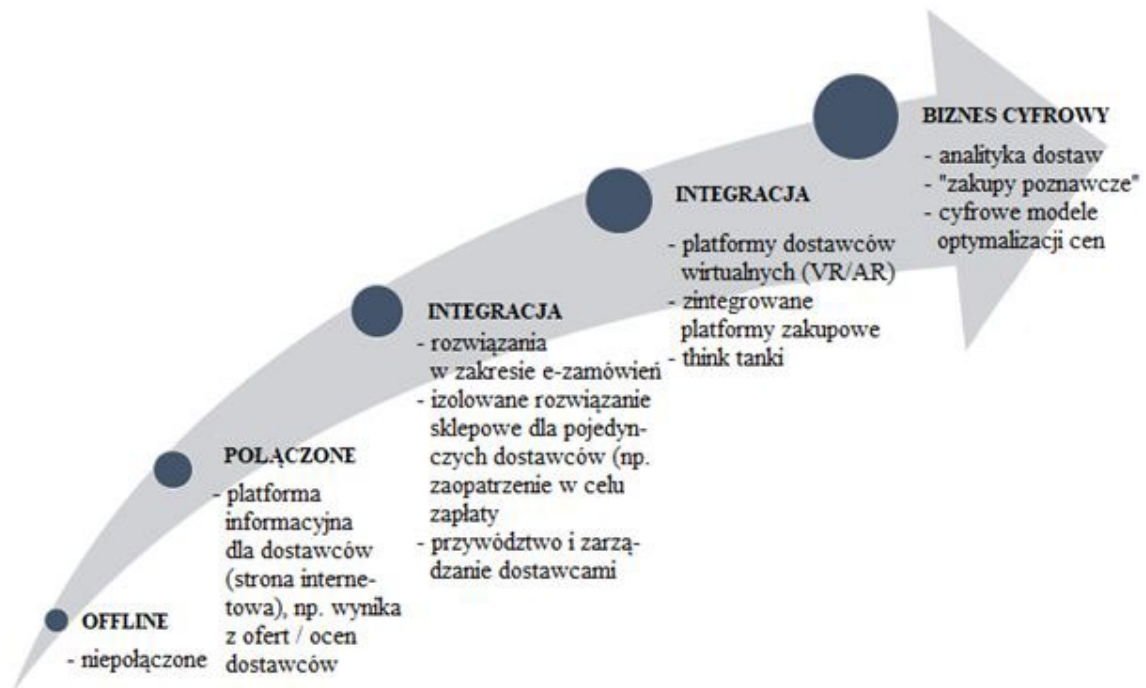 BIZNES CYFROWY
- analityka dostaw
- "zakupy poznawcze"
- cyfrowe modele
optymalizacji cen
INTEGRACJA
- platformy dostawców
wirtualnych (VR/AR)
- zintegrowane
platformy zakupowe
- think tanki
INTEGRACJA
- rozwiązania
w zakresie e-zamówień
- izolowane rozwiązanie
sklepowe dla pojedyn-
czych dostawców (np.
zaopatrzenie w celu
zapłaty
- przywództwo i zarzą-
dzanie dostawcami
POŁĄCZONE
- platforma
informacyjna
dla dostawców
(strona interne-
towa), np. wynika
z ofert / ocen
dostawców
OFFLINE
- niepołączone